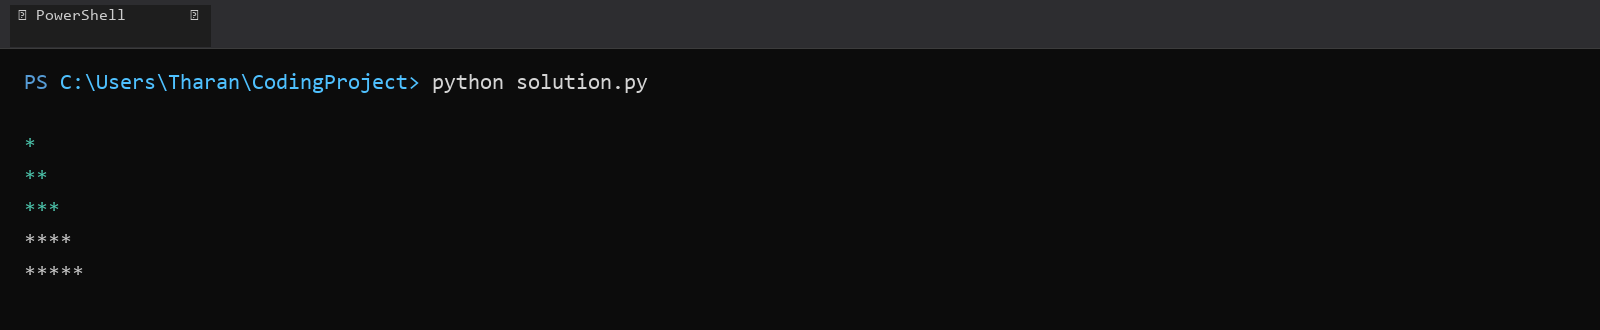 PowerShell
PS C:\Users\Tharan\CodingProject> python solution.py
*
**
***
****
*****